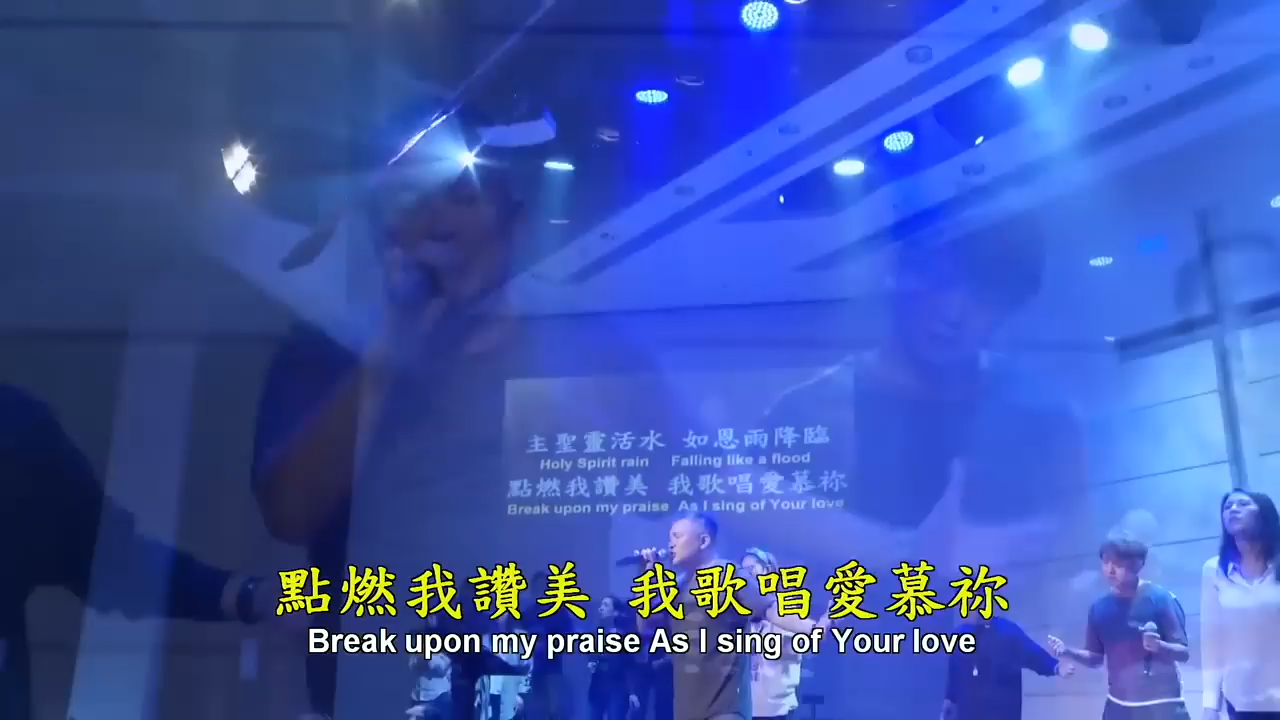 主聖靈活水 如恩雨降臨
Holy Spirit rain Falling like a flood
點燃我讚美 我歌唱愛慕祢
Break upon my praise As I sing of Your love
點燃我讚美 我歌唱愛慕祢
Break upon my praise As I sing of Your love